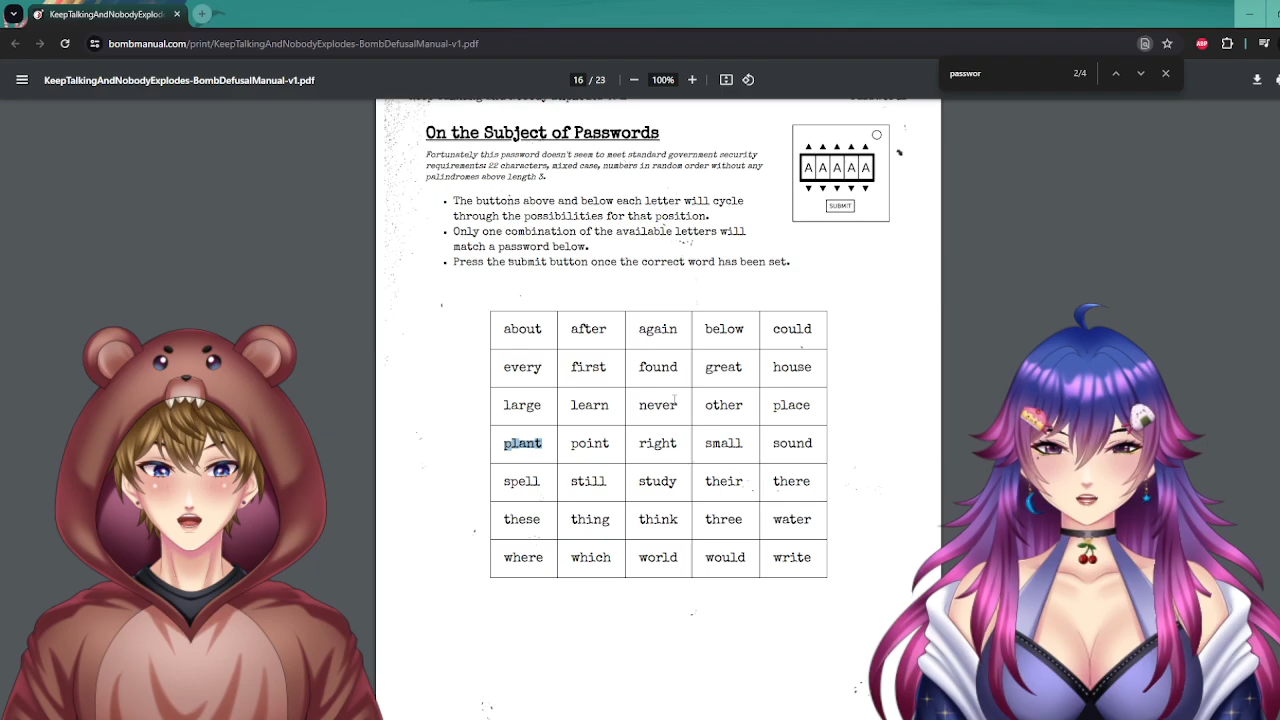 KeepTalkingAndNobodyExplode
bombmanual.com/print/KeepTalkingAndNobodyExplodes-BombDefusalManual-v1.pdf
ABP
KeepTalkingAndNobodyExplodes-BombDefusalManual-v1.pdf
16 / 23
100%
passwor
2/4
On the Subject of Passwords
Fortunately this password doesn't seem to meet standard government security
requirements: 22 characters, mixed case, numbers in random order without any
palindromes above length 3.
The buttons above and below each letter will cycle
through the possibilities for that position.
Only one combination of the available letters will
match a password below.
Press the submit button once the correct word has been set.
A A A A A
SUBMIT
about after again below could
every first found great house
large learn never other place
plant point right small sound
spell still study their there
these thing think three water
where which world would write